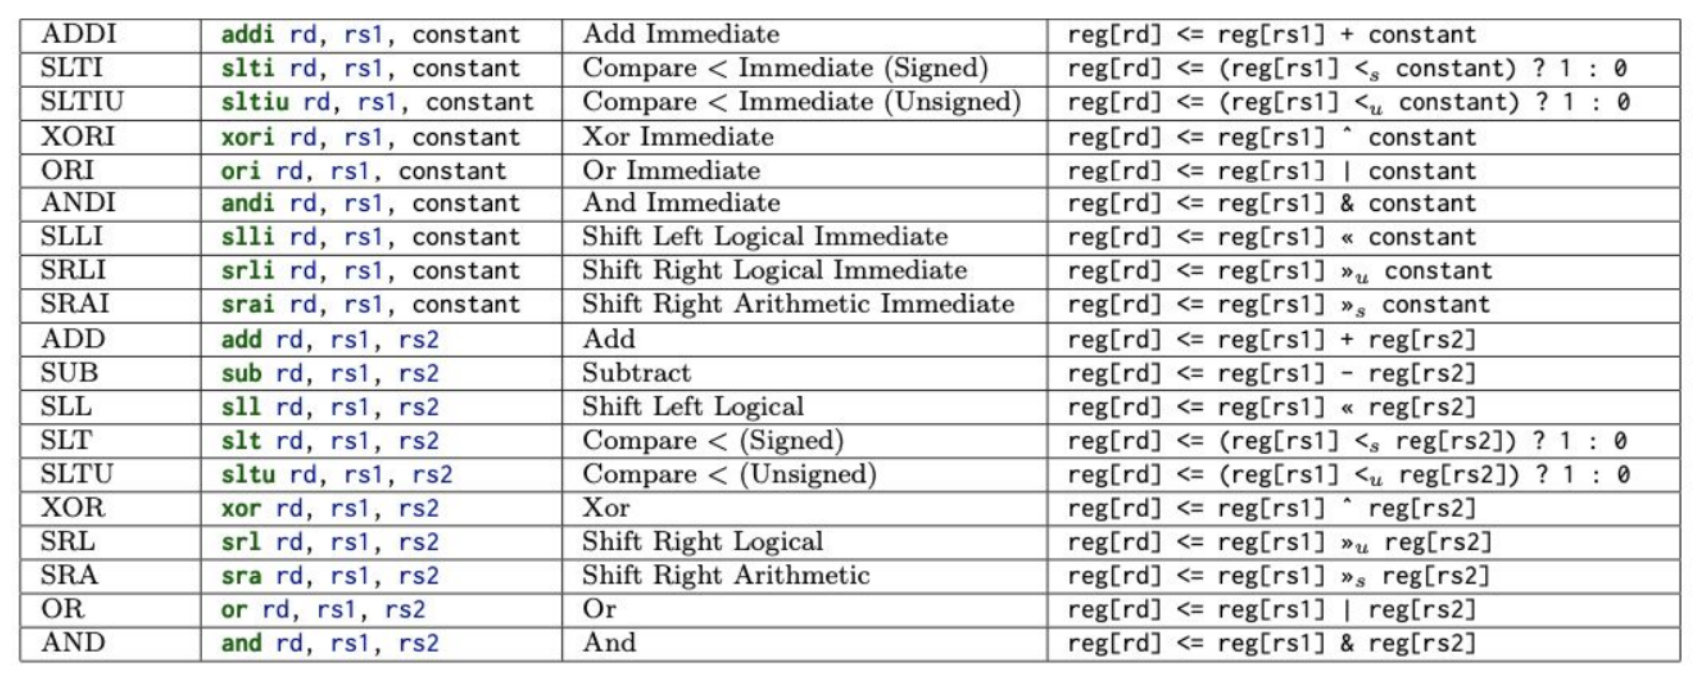 ADDI addi rd, rs1, constant Add Immediate reg[rd] <= reg[rs1] + constant
SLTI slti rd, rs1, constant Compare < Immediate (Signed) reg[rd] <= (reg[rs1] <ₛ constant) ? 1 : 0
SLTIU sltiu rd, rs1, constant Compare < Immediate (Unsigned) reg[rd] <= (reg[rs1] <ᵤ constant) ? 1 : 0
XORI xori rd, rs1, constant Xor Immediate reg[rd] <= reg[rs1] ^ constant
ORI ori rd, rs1, constant Or Immediate reg[rd] <= reg[rs1] | constant
ANDI andi rd, rs1, constant And Immediate reg[rd] <= reg[rs1] & constant
SLLI slli rd, rs1, constant Shift Left Logical Immediate reg[rd] <= reg[rs1] « constant
SRLI srli rd, rs1, constant Shift Right Logical Immediate reg[rd] <= reg[rs1] »ᵤ constant
SRAI srai rd, rs1, constant Shift Right Arithmetic Immediate reg[rd] <= reg[rs1] »ₛ constant
ADD add rd, rs1, rs2 Add reg[rd] <= reg[rs1] + reg[rs2]
SUB sub rd, rs1, rs2 Subtract reg[rd] <= reg[rs1] - reg[rs2]
SLL sll rd, rs1, rs2 Shift Left Logical reg[rd] <= reg[rs1] « reg[rs2]
SLT slt rd, rs1, rs2 Compare < (Signed) reg[rd] <= (reg[rs1] <ₛ reg[rs2]) ? 1 : 0
SLTU sltu rd, rs1, rs2 Compare < (Unsigned) reg[rd] <= (reg[rs1] <ᵤ reg[rs2]) ? 1 : 0
XOR xor rd, rs1, rs2 Xor reg[rd] <= reg[rs1] ^ reg[rs2]
SRL srl rd, rs1, rs2 Shift Right Logical reg[rd] <= reg[rs1] »ᵤ reg[rs2]
SRA sra rd, rs1, rs2 Shift Right Arithmetic reg[rd] <= reg[rs1] »ₛ reg[rs2]
OR or rd, rs1, rs2 Or reg[rd] <= reg[rs1] | reg[rs2]
AND and rd, rs1, rs2 And reg[rd] <= reg[rs1] & reg[rs2]